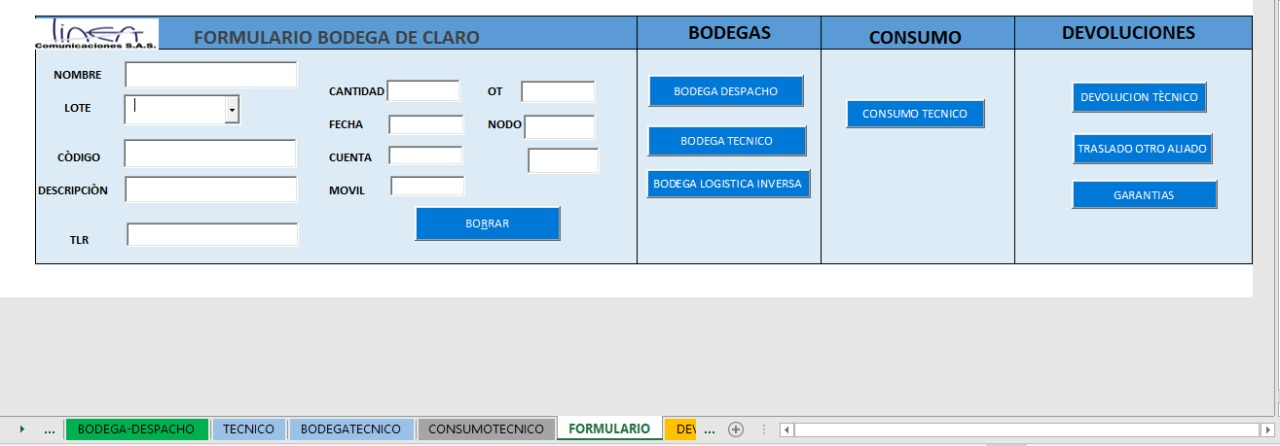 linert
Comunicaciones S.A.S.
FORMULARIO BODEGA DE CLARO
BODEGAS
CONSUMO
DEVOLUCIONES
NOMBRE
LOTE
CÒDIGO
DESCRIPCIÒN
TLR
CANTIDAD
FECHA
CUENTA
MOVIL
OT
NODO
BORRAR
BODEGA DESPACHO
BODEGA TECNICO
BODEGA LOGISTICA INVERSA
CONSUMO TECNICO
DEVOLUCION TÈCNICO
TRASLADO OTRO ALIADO
GARANTIAS
... BODEGA-DESPACHO TECNICO BODEGATECNICO CONSUMOTECNICO FORMULARIO DEV ...